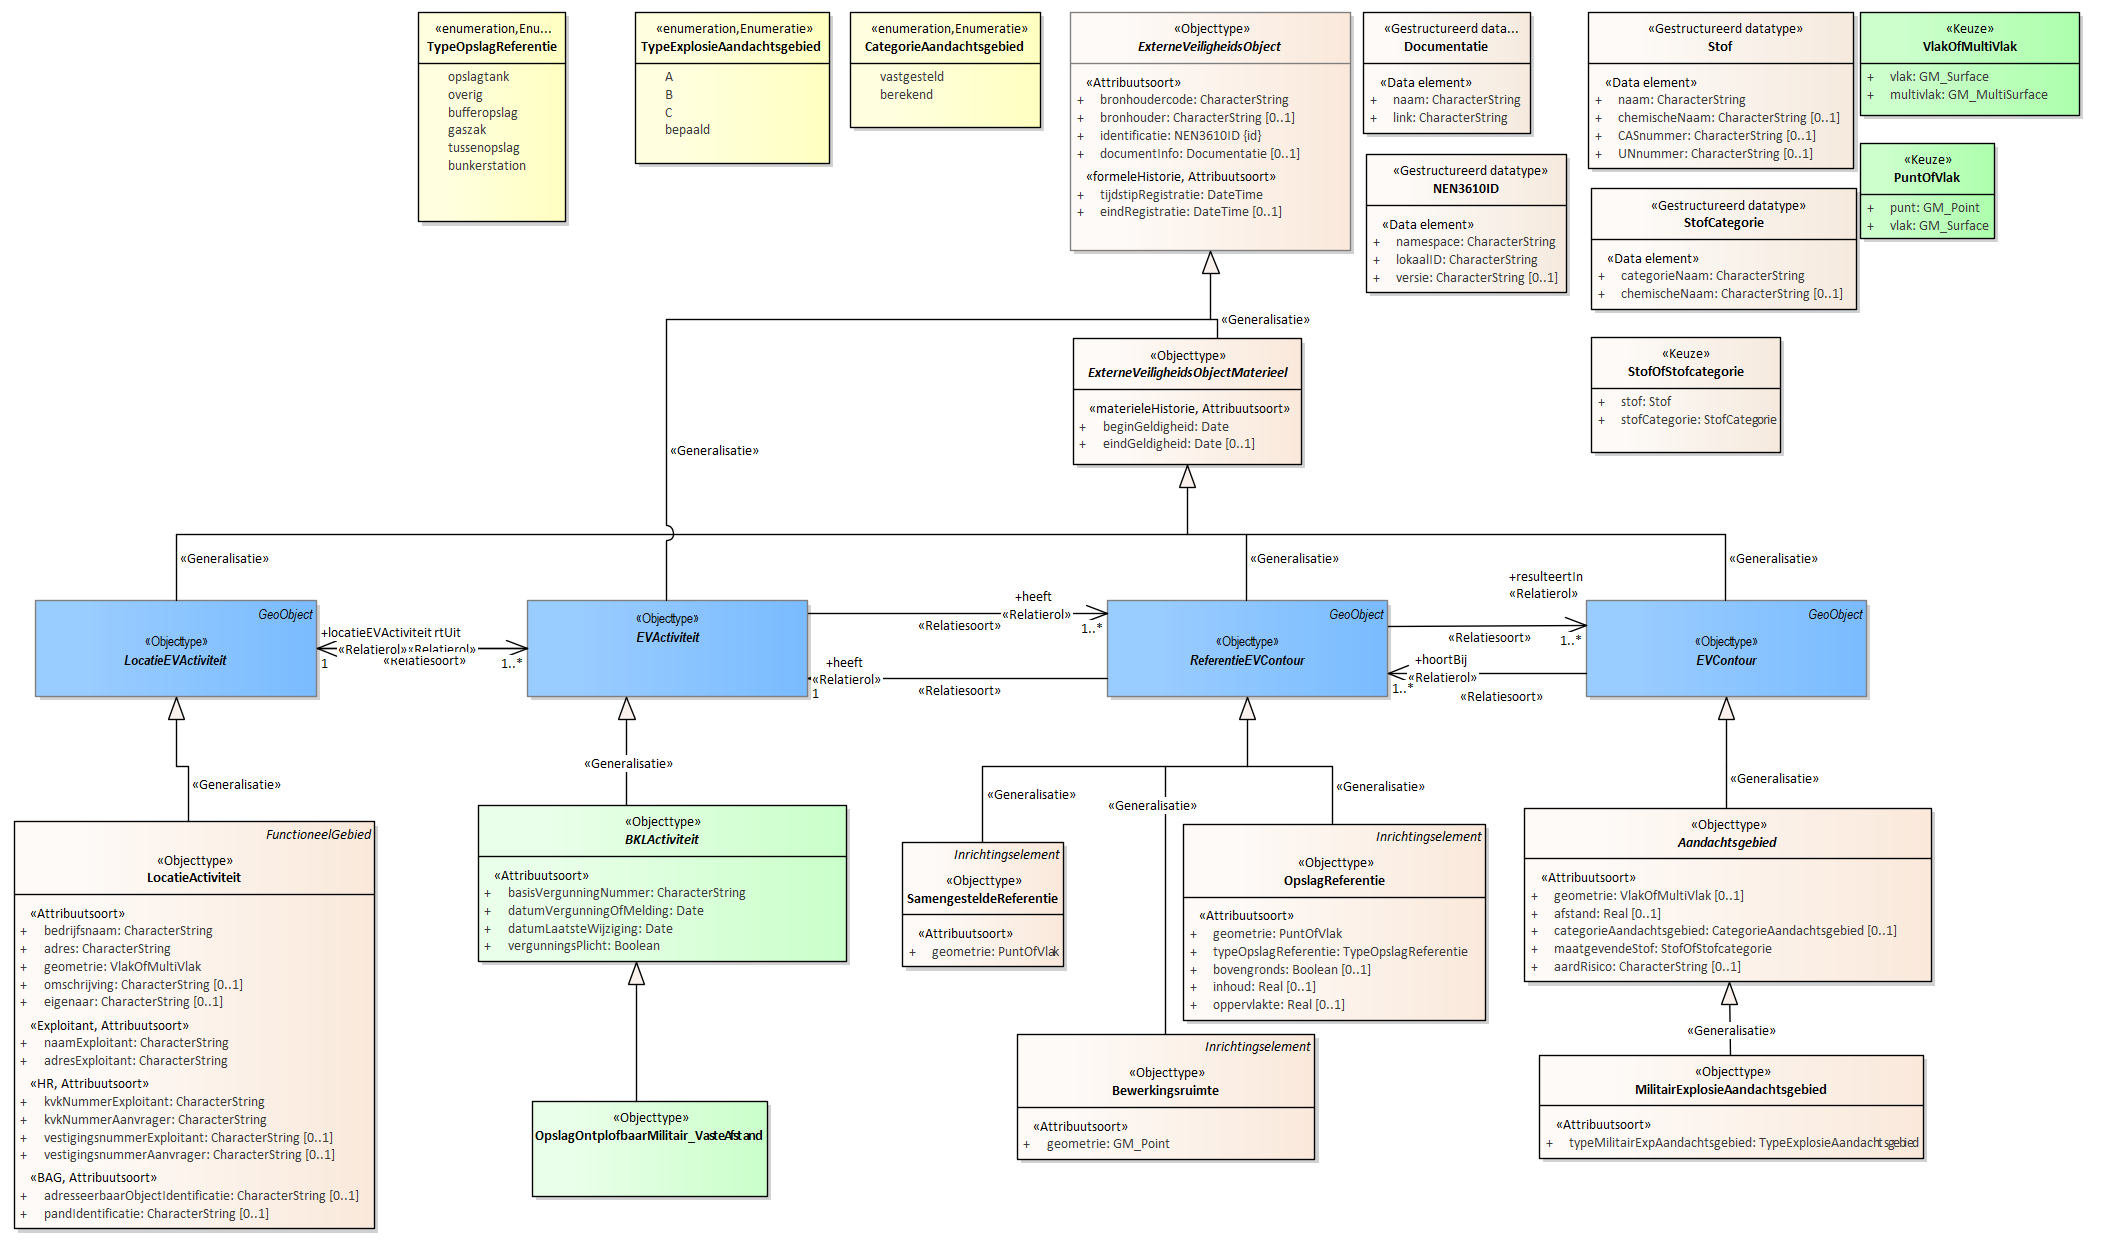 «enumeration,Enu...
TypeOpslagReferentie
opslagtank
overig
bufferopslag
gaszak
tussenopslag
bunkerstation
«enumeration,Enumeratie»
TypeExplosieAandachtsgebied
A
B
C
bepaald
«enumeration,Enumeratie»
CategorieAandachtsgebied
vastgesteld
berekend
«Objecttype»
ExterneVeiligheidsObject
«Attribuutsoort»
+ bronhoudercode: CharacterString
+ bronhouder: CharacterString [0..1]
+ identificatie: NEN3610ID {id}
+ documentInfo: Documentatie [0..1]
«formeleHistorie, Attribuutsoort»
+ tijdstipRegistratie: DateTime
+ eindRegistratie: DateTime [0..1]
«Gestructureerd data...
Documentatie
«Data element»
+ naam: CharacterString
+ link: CharacterString
«Gestructureerd datatype»
NEN3610ID
«Data element»
+ namespace: CharacterString
+ lokaalID: CharacterString
+ versie: CharacterString [0..1]
«Gestructureerd datatype»
Stof
«Data element»
+ naam: CharacterString
+ chemischeNaam: CharacterString [0..1]
+ CASnummer: CharacterString [0..1]
+ UNnummer: CharacterString [0..1]
«Keuze»
VlakOfMultiVlak
+ vlak: GM_Surface
+ multivlak: GM_MultiSurface
«Keuze»
PuntOfVlak
+ punt: GM_Point
+ vlak: GM_Surface
«Gestructureerd datatype»
StofCategorie
«Data element»
+ categorieNaam: CharacterString
+ chemischeNaam: CharacterString [0..1]
«Keuze»
StofOfStofcategorie
+ stof: Stof
+ stofCategorie: StofCategorie
«Generalisatie»
«Objecttype»
ExterneVeiligheidsObjectMaterieel
«materieleHistorie, Attribuutsoort»
+ beginGeldigheid: Date
+ eindGeldigheid: Date [0..1]
«Generalisatie»
«Generalisatie»
«Generalisatie»
«Generalisatie»
GeoObject
«Objecttype»
LocatieEVActiviteit
+locatieEVActiviteit rtUit
«Relatierol» «Relatierol»
«Relatiesoort»
1
1..*
«Objecttype»
EVActiviteit
+heeft
«Relatierol»
«Relatiesoort»
1..*
+heeft
«Relatierol»
1
«Relatiesoort»
GeoObject
«Objecttype»
ReferentieEVContour
+resulteertIn
«Relatierol»
«Relatiesoort»
1..*
+hoortBij
«Relatierol»
1..*
«Relatiesoort»
GeoObject
«Objecttype»
EVContour
«Generalisatie»
«Generalisatie»
«Generalisatie»
«Generalisatie»
«Generalisatie»
«Generalisatie»
FunctioneelGebied
«Objecttype»
LocatieActiviteit
«Attribuutsoort»
+ bedrijfsnaam: CharacterString
+ adres: CharacterString
+ geometrie: VlakOfMultiVlak
+ omschrijving: CharacterString [0..1]
+ eigenaar: CharacterString [0..1]
«Exploitant, Attribuutsoort»
+ naamExploitant: CharacterString
+ adresExploitant: CharacterString
«HR, Attribuutsoort»
+ kvkNummerExploitant: CharacterString
+ kvkNummerAanvrager: CharacterString
+ vestigingsnummerExploitant: CharacterString [0..1]
+ vestigingsnummerAanvrager: CharacterString [0..1]
«BAG, Attribuutsoort»
+ adresseerbaarObjectIdentificatie: CharacterString [0..1]
+ pandIdentificatie: CharacterString [0..1]
«Objecttype»
BKLActiviteit
«Attribuutsoort»
+ basisVergunningNummer: CharacterString
+ datumVergunningOfMelding: Date
+ datumLaatsteWijziging: Date
+ vergunningsPlicht: Boolean
«Objecttype»
OpslagOntplofbaarMilitair_VasteAfstand
Inrichtingselement
«Objecttype»
SamengesteldeReferentie
«Attribuutsoort»
+ geometrie: PuntOfVlak
Inrichtingselement
«Objecttype»
OpslagReferentie
«Attribuutsoort»
+ geometrie: PuntOfVlak
+ typeOpslagReferentie: TypeOpslagReferentie
+ bovengronds: Boolean [0..1]
+ inhoud: Real [0..1]
+ oppervlakte: Real [0..1]
Inrichtingselement
«Objecttype»
Bewerkingsruimte
«Attribuutsoort»
+ geometrie: GM_Point
«Objecttype»
Aandachtsgebied
«Attribuutsoort»
+ geometrie: VlakOfMultiVlak [0..1]
+ afstand: Real [0..1]
+ categorieAandachtsgebied: CategorieAandachtsgebied [0..1]
+ maatgevendeStof: StofOfStofcategorie
+ aardRisico: CharacterString [0..1]
«Generalisatie»
«Objecttype»
MilitairExplosieAandachtsgebied
«Attribuutsoort»
+ typeMilitairExpAandachtsgebied: TypeExplosieAandachtsgebied